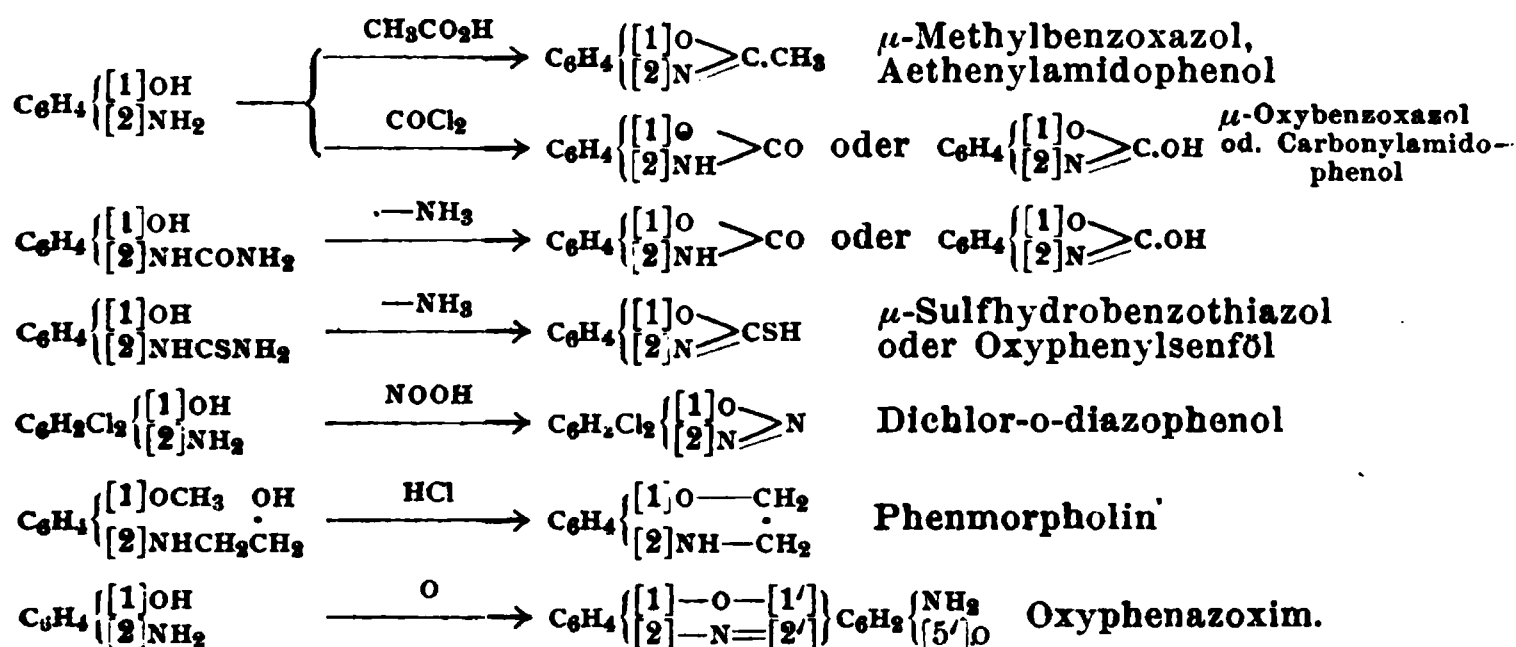 CH₃CO₂H
C₆H₄{[1]O>C.CH₃ μ-Methylbenzoxazol,
[2]N Aethenylamidophenol
C₆H₄{[1]OH
[2]NH₂
COCl₂
C₆H₄{[1]O>CO oder C₆H₄{[1]O>C.OH μ-Oxybenzoxazol
[2]NH [2]N od. Carbonylamido-
phenol
C₆H₄{[1]OH —NH₃ C₆H₄{[1]O>CO oder C₆H₄{[1]O>C.OH
[2]NHCONH₂ [2]NH [2]N
C₆H₄{[1]OH —NH₃ C₆H₄{[1]O>CSH μ-Sulfhydrobenzothiazol
[2]NHCSNH₂ [2]N oder Oxyphenylsenföl
C₆H₂Cl₂{[1]OH NOOH C₆H₂Cl₂{[1]O>N Dichlor-o-diazophenol
[2]NH₂ [2]N
C₆H₄{[1]OCH₃ OH HCl C₆H₄{[1]O—CH₂ Phenmorpholin
[2]NHCH₂CH₂ [2]NH—CH₂
C₆H₄{[1]OH O C₆H₄{[1]—O—[1′]}C₆H₂{NH₂ Oxyphenazoxim.
[2]NH₂ [2]—N=[2′] [5′]O